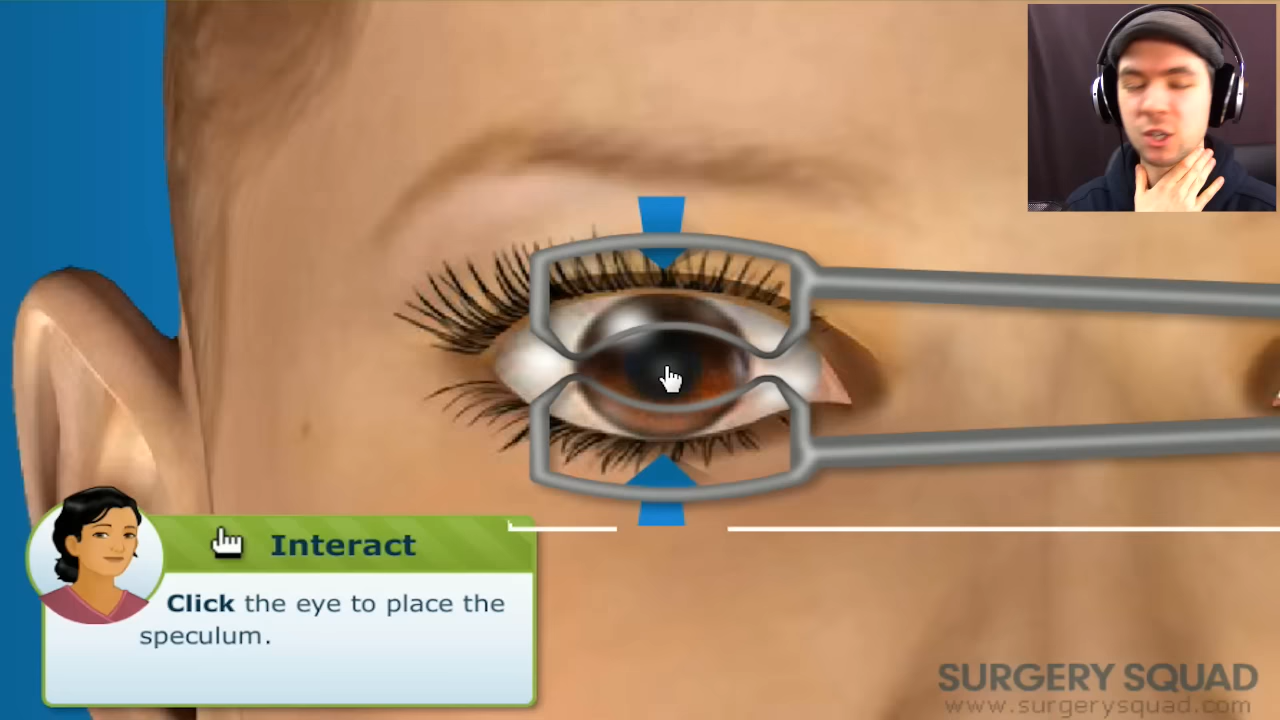 Interact
Click the eye to place the
speculum.
SURGERY SQUAD
www.surgerysquad.com